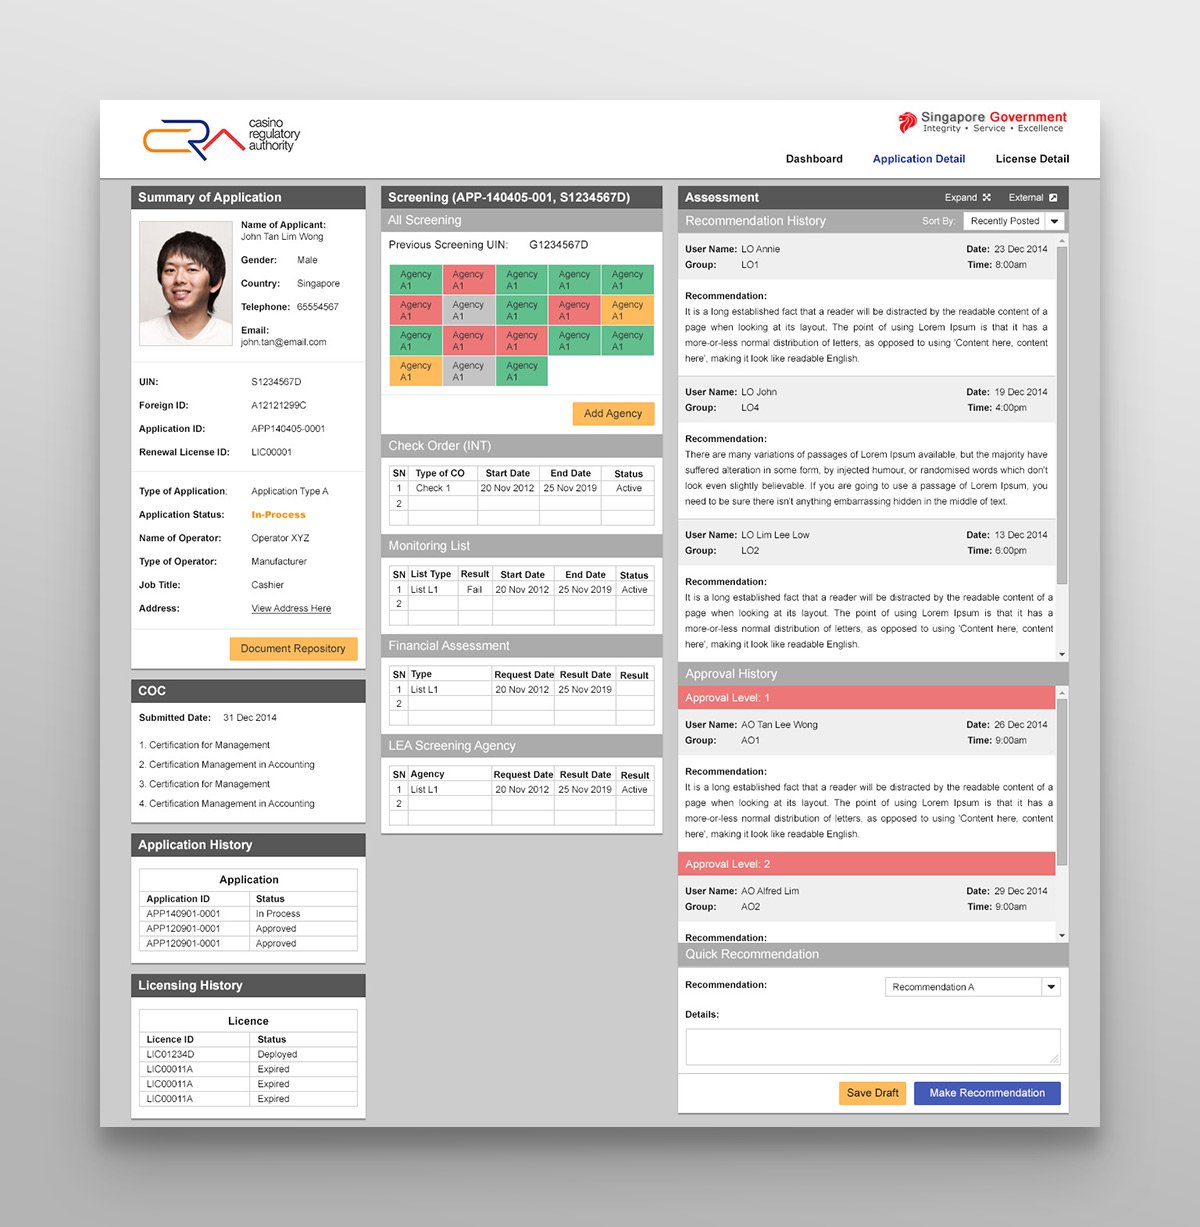 casino
regulatory
authority
Singapore Government
Integrity • Service • Excellence
Dashboard Application Detail License Detail
Summary of Application
Name of Applicant:
John Tan Lim Wong
Gender: Male
Country: Singapore
Telephone: 65554567
Email:
john.tan@email.com
UIN: S1234567D
Foreign ID: A12121299C
Application ID: APP140405-0001
Renewal License ID: LIC00001
Type of Application: Application Type A
Application Status: In-Process
Name of Operator: Operator XYZ
Type of Operator: Manufacturer
Job Title: Cashier
Address: View Address Here
Document Repository
COC
Submitted Date: 31 Dec 2014
1. Certification for Management
2. Certification Management in Accounting
3. Certification for Management
4. Certification Management in Accounting
Application History
Application
Application ID Status
APP140901-0001 In Process
APP120901-0001 Approved
APP120901-0001 Approved
Licensing History
Licence
Licence ID Status
LIC01234D Deployed
LIC00011A Expired
LIC00011A Expired
LIC00011A Expired
Screening (APP-140405-001, S1234567D)
All Screening
Previous Screening UIN: G1234567D
Agency Agency Agency Agency Agency
A1 A1 A1 A1 A1
Agency Agency Agency Agency Agency
A1 A1 A1 A1 A1
Agency Agency Agency Agency Agency
A1 A1 A1 A1 A1
Agency Agency Agency
A1 A1 A1
Add Agency
Check Order (INT)
SN Type of CO Start Date End Date Status
1 Check 1 20 Nov 2012 25 Nov 2019 Active
2
Monitoring List
SN List Type Result Start Date End Date Status
1 List L1 Fail 20 Nov 2012 25 Nov 2019 Active
2
Financial Assessment
SN Type Request Date Result Date Result
1 List L1 20 Nov 2012 25 Nov 2019
2
LEA Screening Agency
SN Agency Request Date Result Date Result
1 List L1 20 Nov 2012 25 Nov 2019 Active
2
Assessment Expand External
Recommendation History Sort By: Recently Posted
User Name: LO Annie Date: 23 Dec 2014
Group: LO1 Time: 8:00am
Recommendation:
It is a long established fact that a reader will be distracted by the readable content of a
page when looking at its layout. The point of using Lorem Ipsum is that it has a
more-or-less normal distribution of letters, as opposed to using 'Content here, content
here', making it look like readable English.
User Name: LO John Date: 19 Dec 2014
Group: LO4 Time: 4:00pm
Recommendation:
There are many variations of passages of Lorem Ipsum available, but the majority have
suffered alteration in some form, by injected humour, or randomised words which don't
look even slightly believable. If you are going to use a passage of Lorem Ipsum, you
need to be sure there isn't anything embarrassing hidden in the middle of text.
User Name: LO Lim Lee Low Date: 13 Dec 2014
Group: LO2 Time: 6:00pm
Recommendation:
It is a long established fact that a reader will be distracted by the readable content of a
page when looking at its layout. The point of using Lorem Ipsum is that it has a
more-or-less normal distribution of letters, as opposed to using 'Content here, content
here', making it look like readable English.
Approval History
Approval Level: 1
User Name: AO Tan Lee Wong Date: 26 Dec 2014
Group: AO1 Time: 9:00am
Recommendation:
It is a long established fact that a reader will be distracted by the readable content of a
page when looking at its layout. The point of using Lorem Ipsum is that it has a
more-or-less normal distribution of letters, as opposed to using 'Content here, content
here', making it look like readable English.
Approval Level: 2
User Name: AO Alfred Lim Date: 29 Dec 2014
Group: AO2 Time: 9:00am
Recommendation:
Quick Recommendation
Recommendation: Recommendation A
Details:
Save Draft Make Recommendation